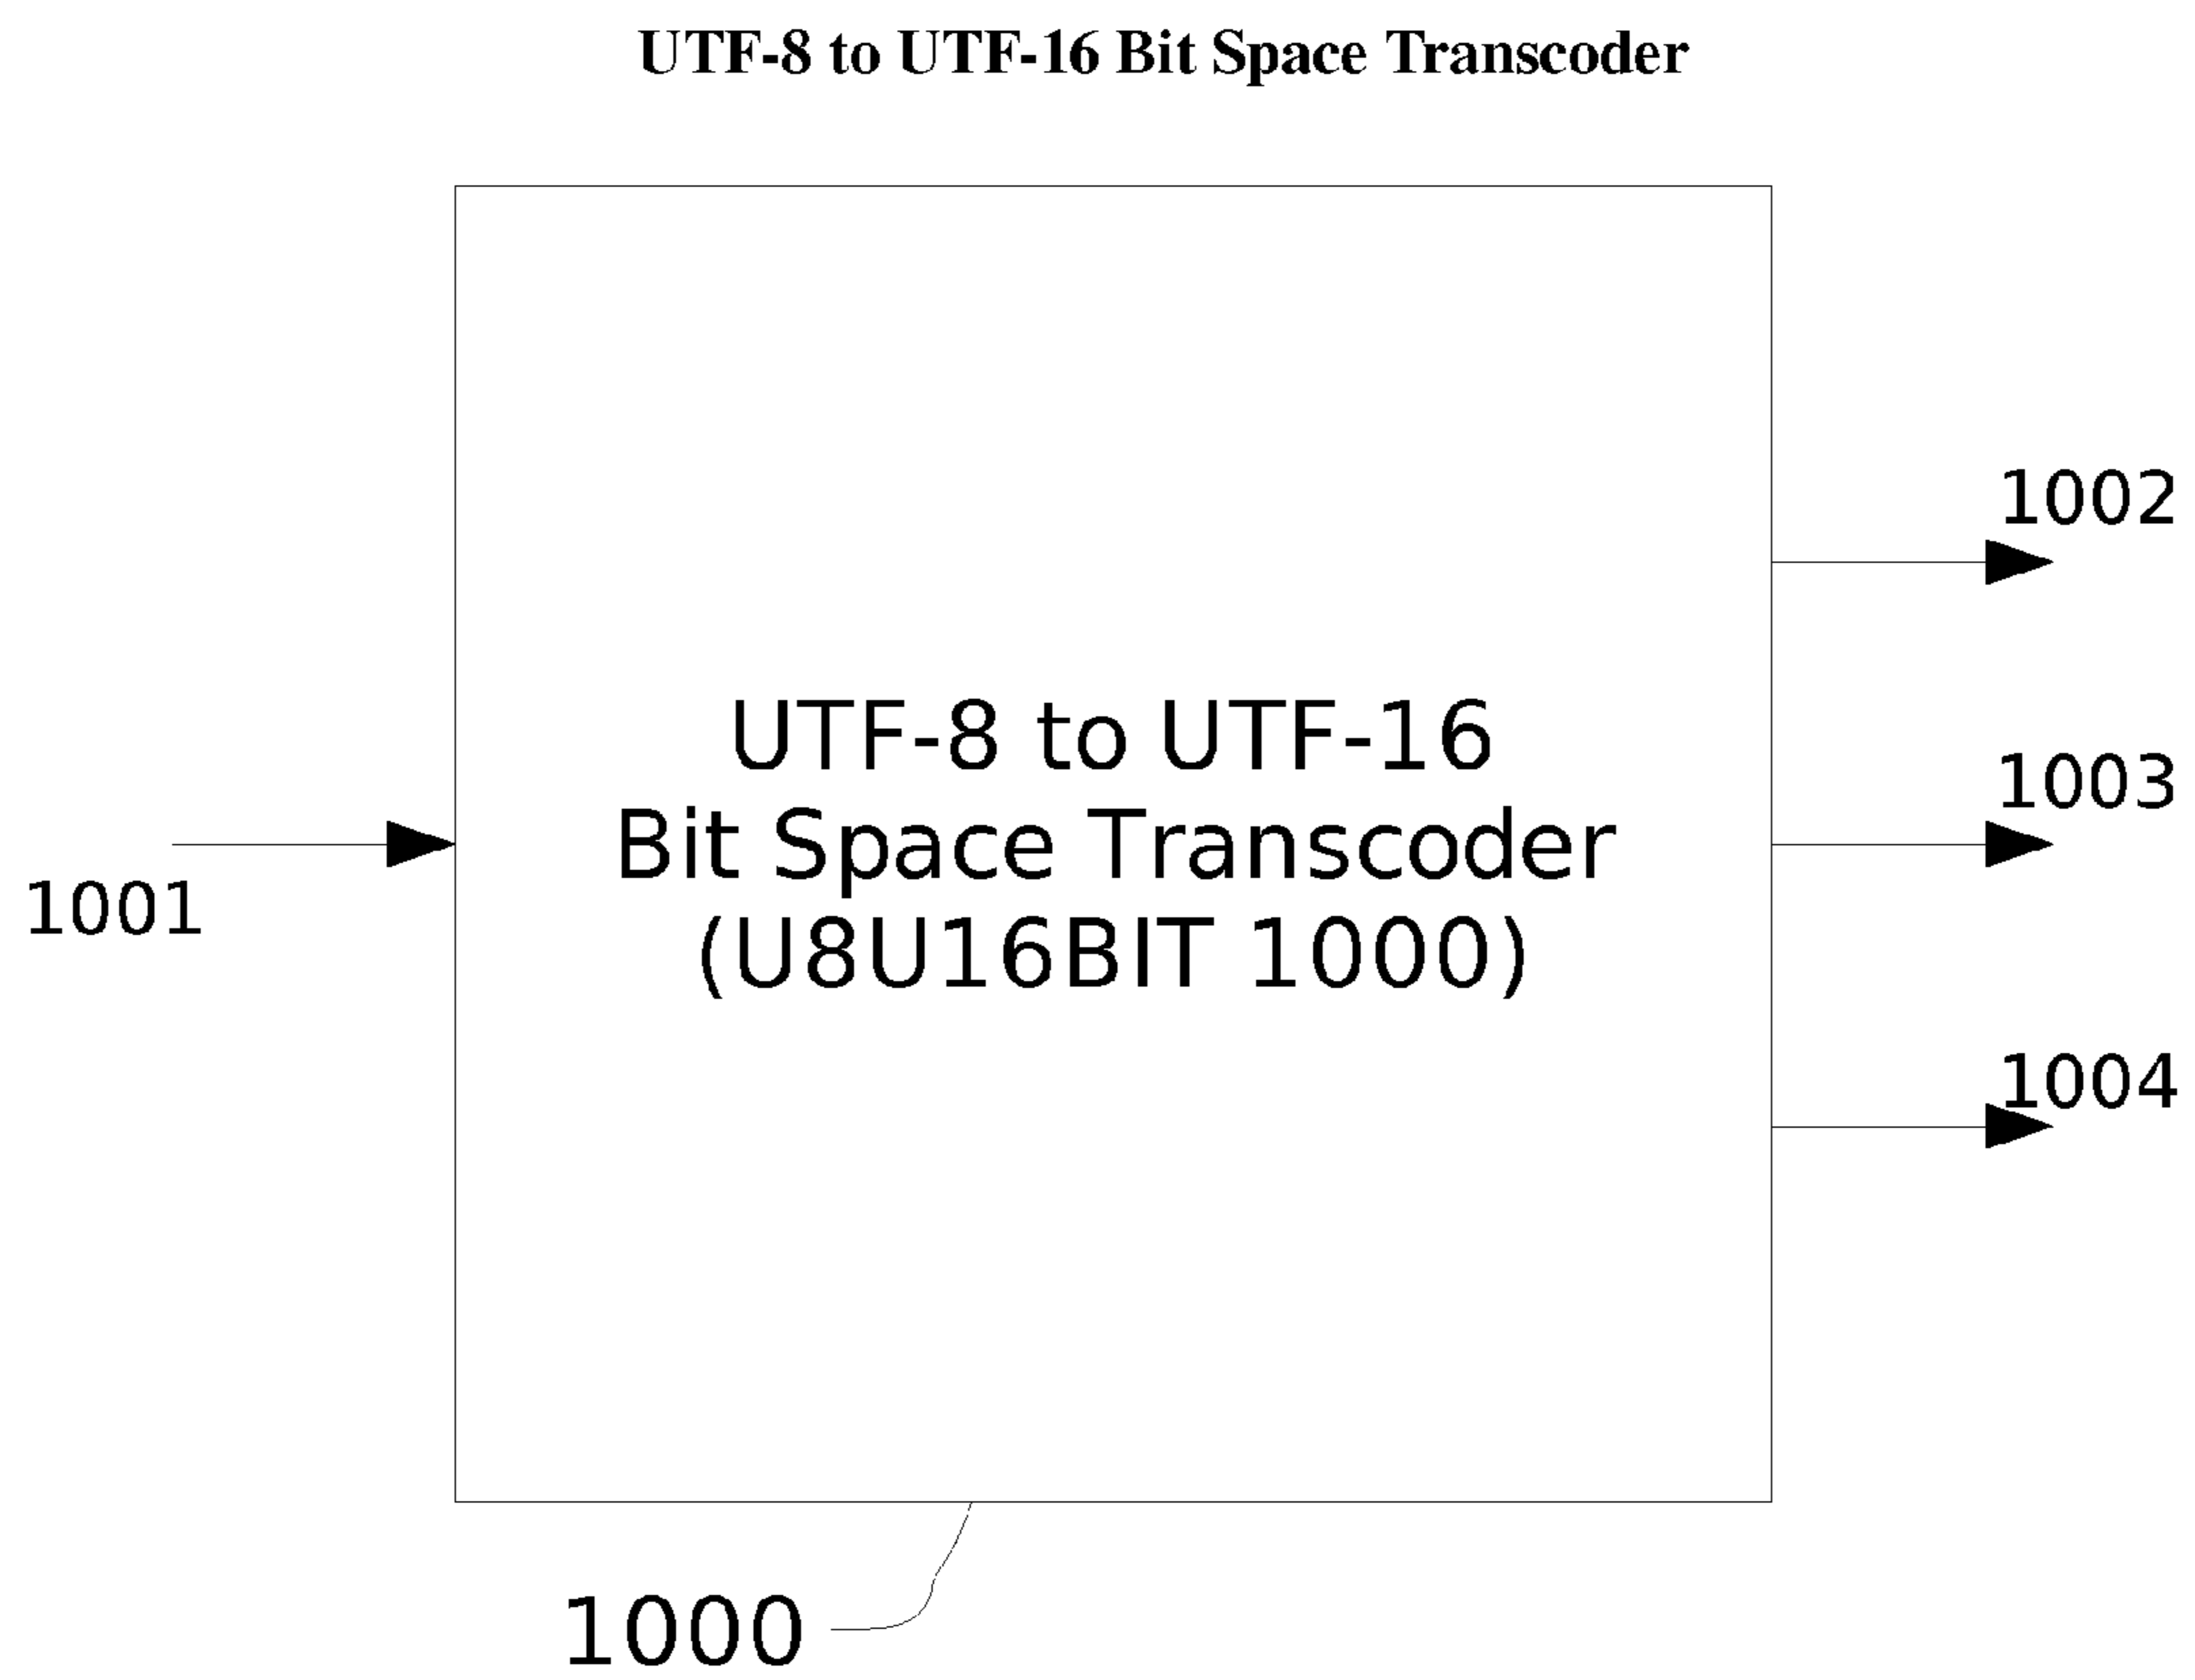 UTF-8 to UTF-16 Bit Space Transcoder
1002
UTF-8 to UTF-16
1003
Bit Space Transcoder
1001
(U8U16BIT 1000)
1004
1000